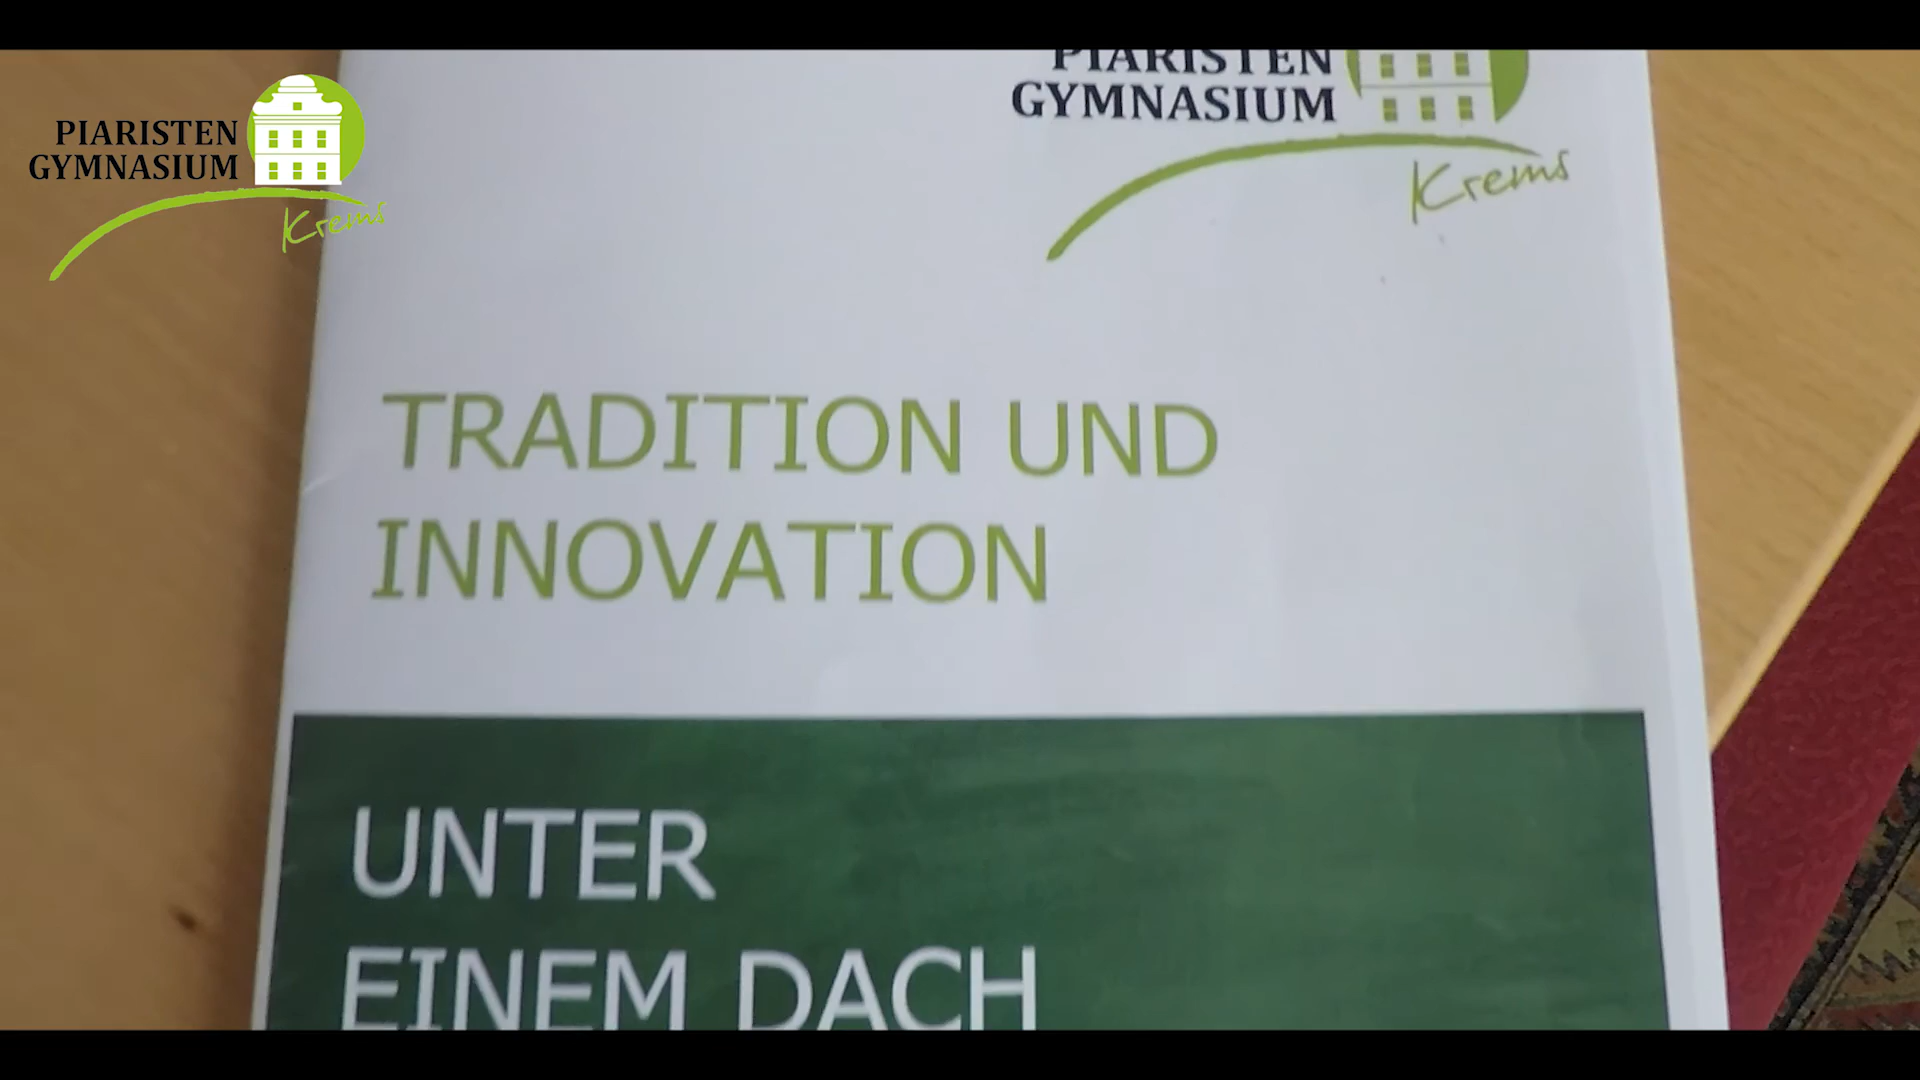 PIARISTEN
GYMNASIUM
Krems
PIARISTEN
GYMNASIUM
Krems
TRADITION UND
INNOVATION
UNTER
EINEM DACH